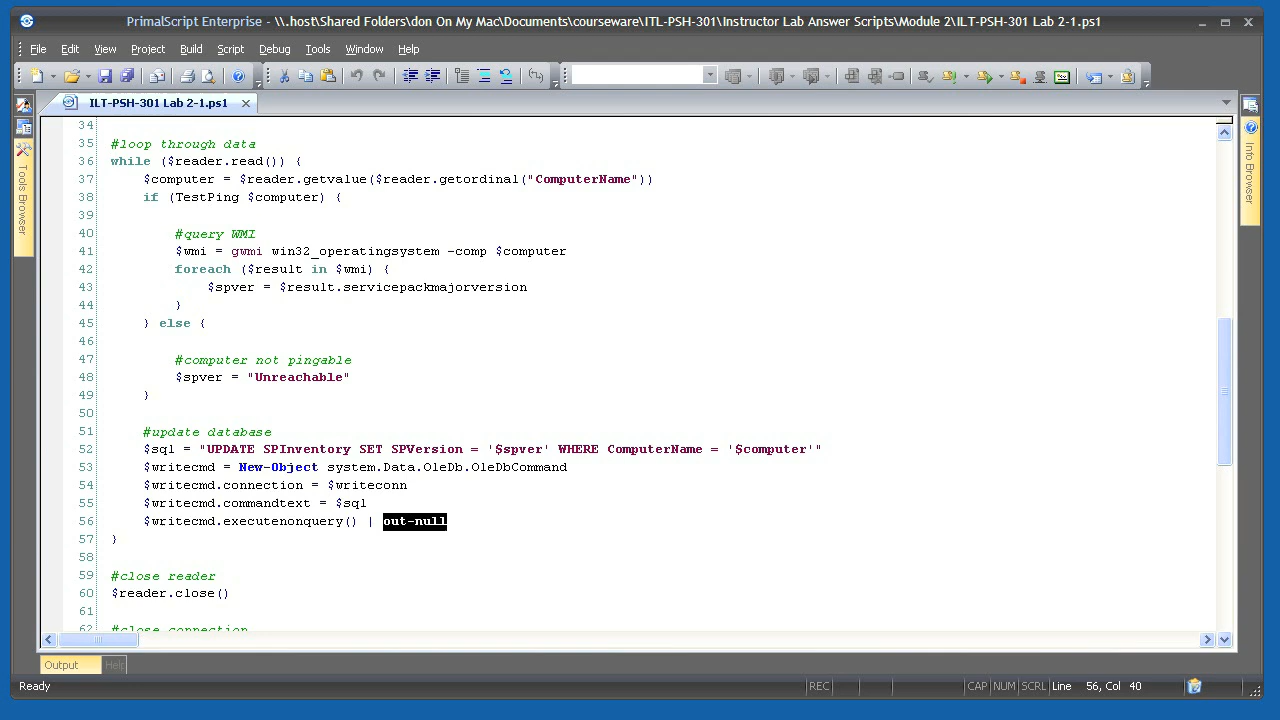 PrimalScript Enterprise - \\.host\Shared Folders\don On My Mac\Documents\courseware\ITL-PSH-301\Instructor Lab Answer Scripts\Module 2\ILT-PSH-301 Lab 2-1.ps1
File Edit View Project Build Script Debug Tools Window Help
ILT-PSH-301 Lab 2-1.ps1
Tools Browser
Info Browser
34
35 #loop through data
36 while ($reader.read()) {
37 $computer = $reader.getvalue($reader.getordinal("ComputerName"))
38 if (TestPing $computer) {
39
40 #query WMI
41 $wmi = gwmi win32_operatingsystem -comp $computer
42 foreach ($result in $wmi) {
43 $spver = $result.servicepackmajorversion
44 }
45 } else {
46
47 #computer not pingable
48 $spver = "Unreachable"
49 }
50
51 #update database
52 $sql = "UPDATE SPInventory SET SPVersion = '$spver' WHERE ComputerName = '$computer'"
53 $writecmd = New-Object system.Data.OleDb.OleDbCommand
54 $writecmd.connection = $writeconn
55 $writecmd.commandtext = $sql
56 $writecmd.executenonquery() | out-null
57 }
58
59 #close reader
60 $reader.close()
61
62 #close connection
Output Help
Ready REC CAP NUM SCRL Line 56, Col 40